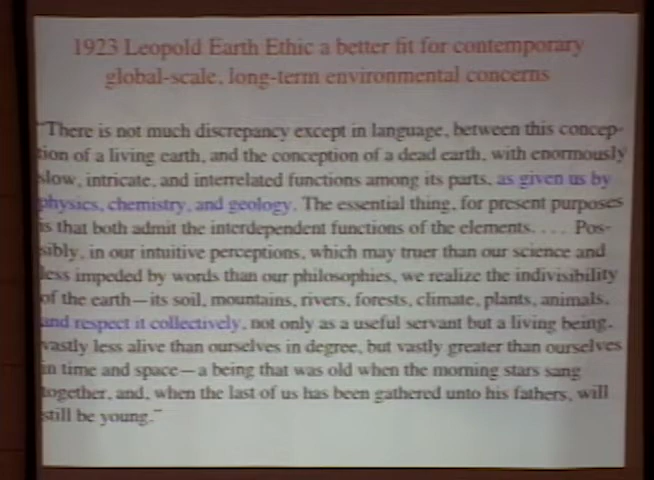 1923 Leopold Earth Ethic a better fit for contemporary
global-scale, long-term environmental concerns
"There is not much discrepancy except in language, between this concep-
tion of a living earth, and the conception of a dead earth, with enormously
slow, intricate, and interrelated functions among its parts, as given us by
physics, chemistry, and geology. The essential thing, for present purposes
is that both admit the interdependent functions of the elements. . . . Pos-
sibly, in our intuitive perceptions, which may truer than our science and
less impeded by words than our philosophies, we realize the indivisibility
of the earth—its soil, mountains, rivers, forests, climate, plants, animals,
and respect it collectively, not only as a useful servant but a living being,
vastly less alive than ourselves in degree, but vastly greater than ourselves
in time and space—a being that was old when the morning stars sang
together, and, when the last of us has been gathered unto his fathers, will
still be young."